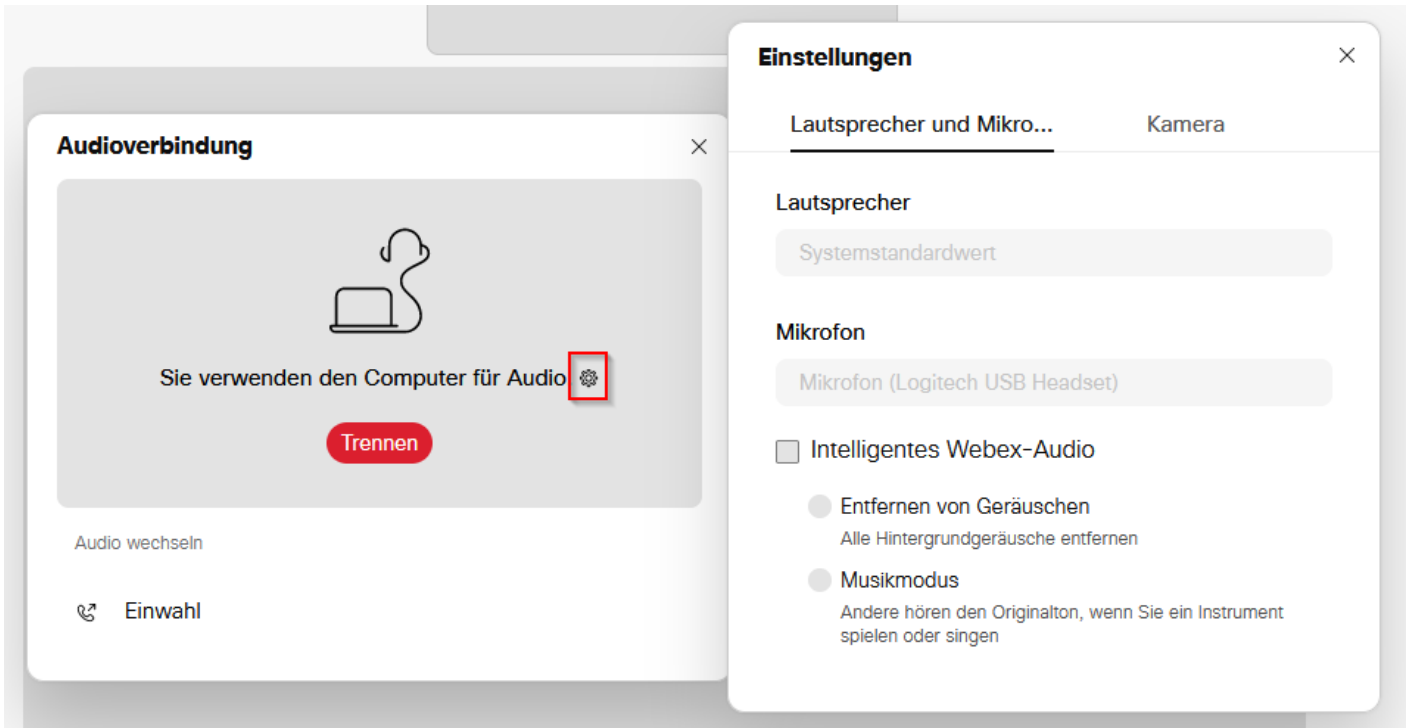 Audioverbindung
Sie verwenden den Computer für Audio
Trennen
Audio wechseln
Einwahl
Einstellungen
Lautsprecher und Mikro...
Kamera
Lautsprecher
Systemstandardwert
Mikrofon
Mikrofon (Logitech USB Headset)
Intelligentes Webex-Audio
Entfernen von Geräuschen
Alle Hintergrundgeräusche entfernen
Musikmodus
Andere hören den Originalton, wenn Sie ein Instrument
spielen oder singen